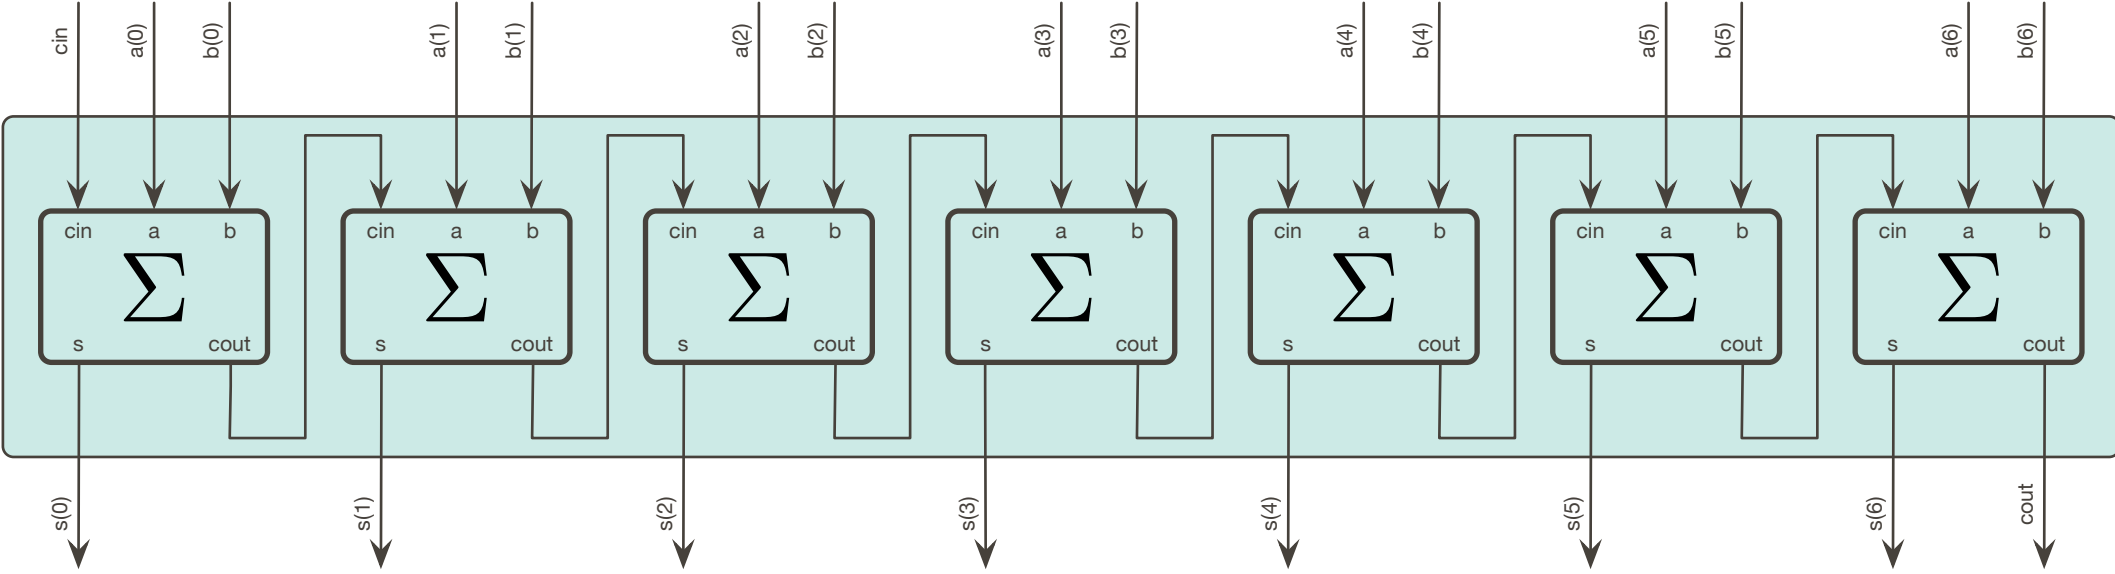 cin a(0) b(0) a(1) b(1) a(2) b(2) a(3) b(3) a(4) b(4) a(5) b(5) a(6) b(6)
cin a b cin a b cin a b cin a b cin a b cin a b cin a b
Σ Σ Σ Σ Σ Σ Σ
s cout s cout s cout s cout s cout s cout s cout
s(0) s(1) s(2) s(3) s(4) s(5) s(6) cout